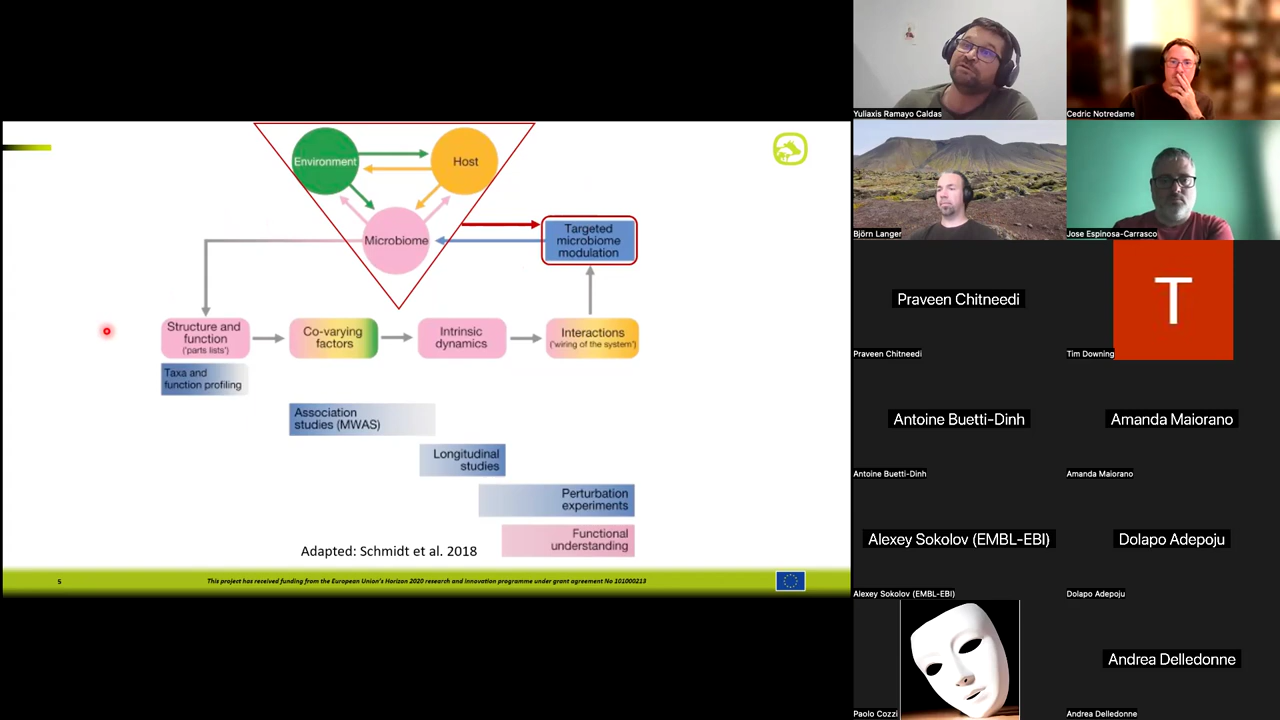 Environment
Host
Microbiome
Targeted
microbiome
modulation
Structure and
function
('parts lists')
Co-varying
factors
Intrinsic
dynamics
Interactions
('wiring of the system')
Taxa and
function profiling
Association
studies (MWAS)
Longitudinal
studies
Perturbation
experiments
Functional
understanding
Adapted: Schmidt et al. 2018
5
This project has received funding from the European Union's Horizon 2020 research and innovation programme under grant agreement No 101000213
Yuliaxis Ramayo Caldas
Cedric Notredame
Björn Langer
Jose Espinosa-Carrasco
Praveen Chitneedi
T
Praveen Chitneedi
Tim Downing
Antoine Buetti-Dinh
Amanda Maiorano
Antoine Buetti-Dinh
Amanda Maiorano
Alexey Sokolov (EMBL-EBI)
Dolapo Adepoju
Alexey Sokolov (EMBL-EBI)
Dolapo Adepoju
Andrea Delledonne
Paolo Cozzi
Andrea Delledonne